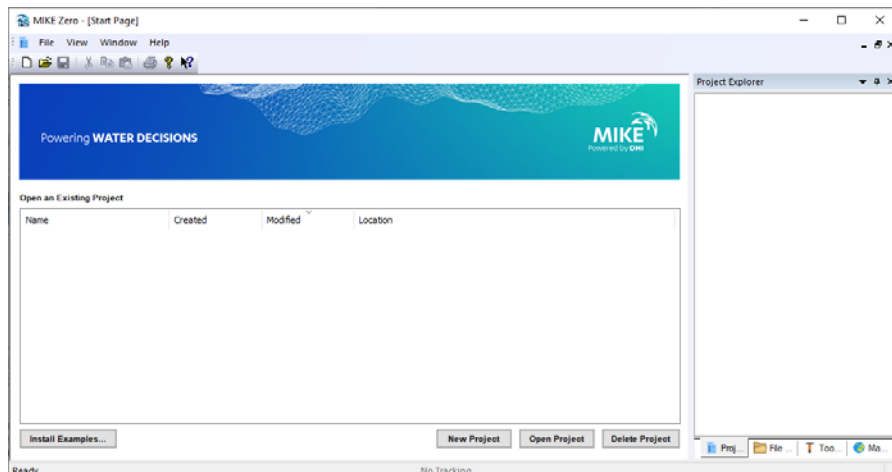 MIKE Zero - [Start Page]
File View Window Help
Project Explorer
Powering WATER DECISIONS
MIKE
Powered by DHI
Open an Existing Project
Name Created Modified Location
Install Examples... New Project Open Project Delete Project
Proj... File ... Too... Ma...
Ready No Tracking